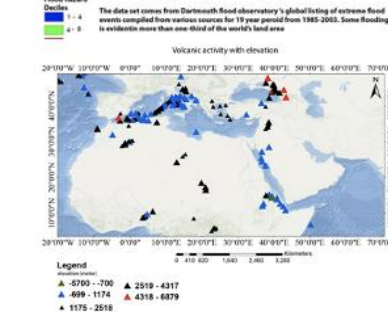 Deciles
1 - 4
4 - 8
The data set comes from Dartmouth flood observatory's global listing of extreme flood
events compiled from various sources for 19 year peroid from 1985-2003. Some flooding
is evidentin more than one-third of the world's land area
Volcanic activity with elevation
20°0'0"W 10°0'0"W 0°0'0" 10°0'0"E 20°0'0"E 30°0'0"E 40°0'0"E 50°0'0"E 60°0'0"E 70°0'0
40°0'0"N
30°0'0"N
20°0'0"N
10°0'0"N
N
20°0'0"W 10°0'0"W 0°0'0" 10°0'0"E 20°0'0"E 30°0'0"E 40°0'0"E 50°0'0"E 60°0'0"E 70°0'0
Kilometers
0 410 820 1,640 2,460 3,280
Legend
elevation (meter)
-5700 - -700
-699 - 1174
1175 - 2518
2519 - 4317
4318 - 6879